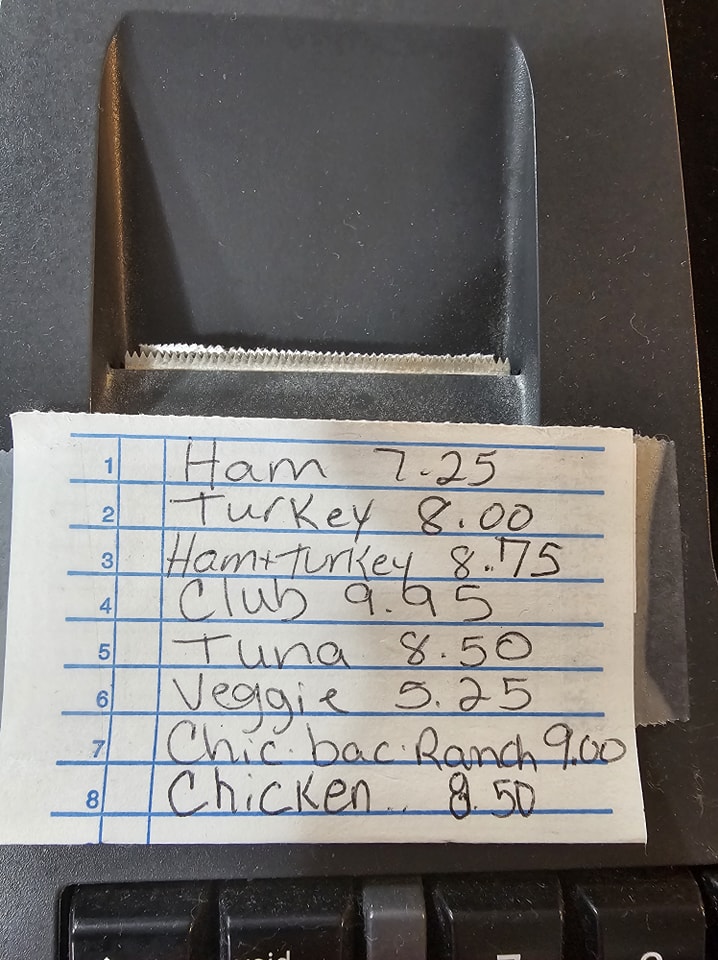 1 Ham 7.25
2 Turkey 8.00
3 Ham+Turkey 8.75
4 Club 9.95
5 Tuna 8.50
6 Veggie 5.25
7 Chic. bac. Ranch 9.00
8 Chicken.. 8.50